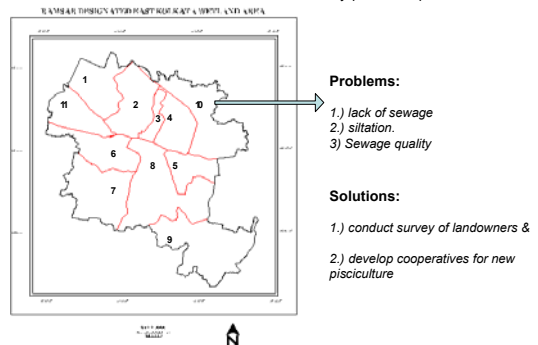 RAMSAR DESIGNATED EAST KOLKATA WETLAND AREA
1
11
2
3
4
10
6
8
5
7
9
N
Problems:
1.) lack of sewage
2.) siltation.
3) Sewage quality
Solutions:
1.) conduct survey of landowners &
2.) develop cooperatives for new
pisciculture